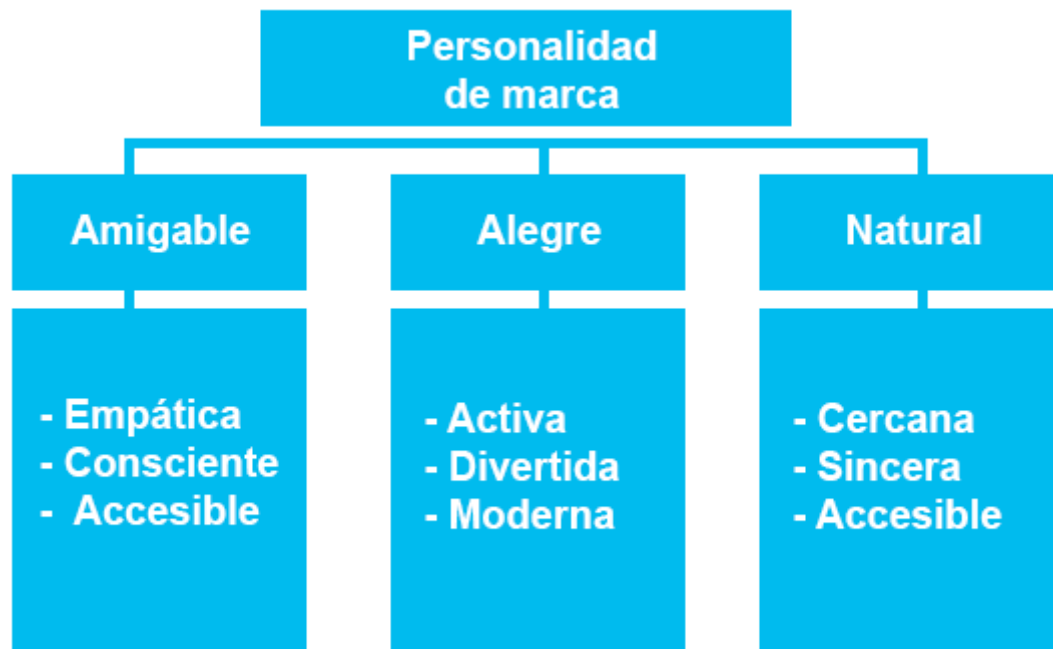 Personalidad
de marca
Amigable
Alegre
Natural
- Empática
- Consciente
- Accesible
- Activa
- Divertida
- Moderna
- Cercana
- Sincera
- Accesible